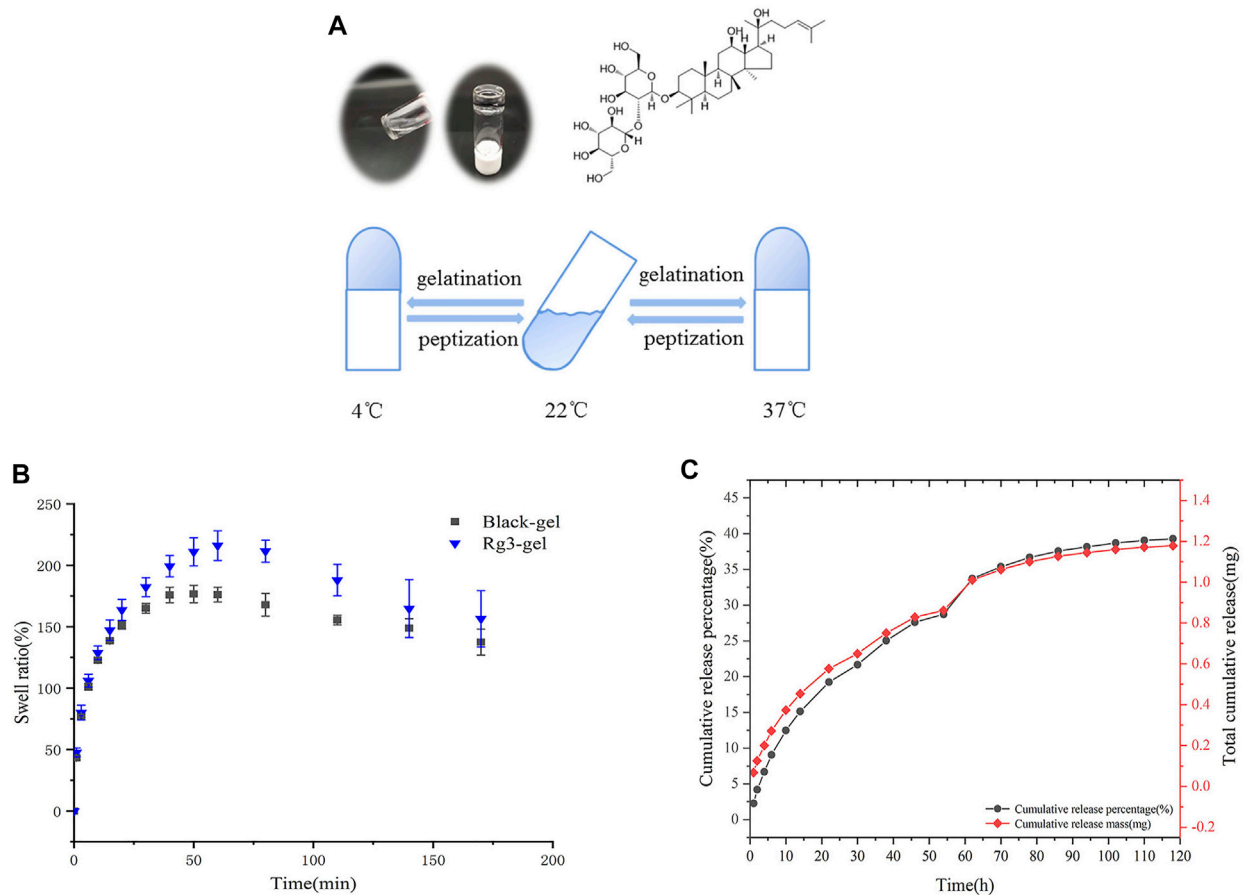 A
OH
OH
H
H
H
H
HO
O
HO
HO
O
H
O
HO
O
HO
HO
O
H
HO
HO
gelatination
gelatination
peptization
peptization
4℃
22℃
37℃
B
250
200
150
100
50
0
Swell ratio(%)
Black-gel
Rg3-gel
0
50
100
150
200
Time(min)
C
45
40
35
30
25
20
15
10
5
0
Cumulative release percentage(%)
1.4
1.2
1.0
0.8
0.6
0.4
0.2
0.0
-0.2
Total cumulative release(mg)
Cumulative release percentage(%)
Cumulative release mass(mg)
0 10 20 30 40 50 60 70 80 90 100 110 120
Time(h)